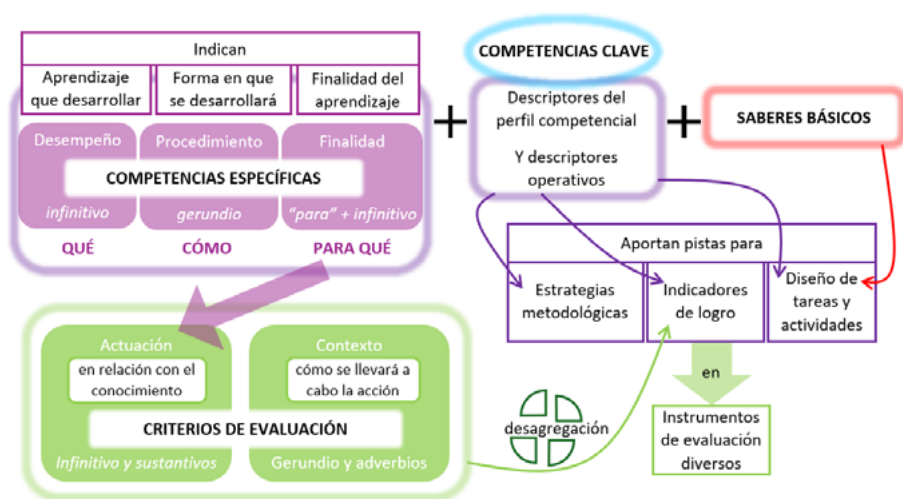 Indican
Aprendizaje
que desarrollar
Forma en que
se desarrollará
Finalidad del
aprendizaje
Desempeño
Procedimiento
Finalidad
COMPETENCIAS ESPECÍFICAS
infinitivo
gerundio
"para" + infinitivo
QUÉ
CÓMO
PARA QUÉ
+
COMPETENCIAS CLAVE
Descriptores del
perfil competencial
Y descriptores
operativos
+
SABERES BÁSICOS
Aportan pistas para
Estrategias
metodológicas
Indicadores
de logro
Diseño de
tareas y
actividades
en
Instrumentos
de evaluación
diversos
Actuación
en relación con el
conocimiento
Contexto
cómo se llevará a
cabo la acción
CRITERIOS DE EVALUACIÓN
Infinitivo y sustantivos
Gerundio y adverbios
desagregación